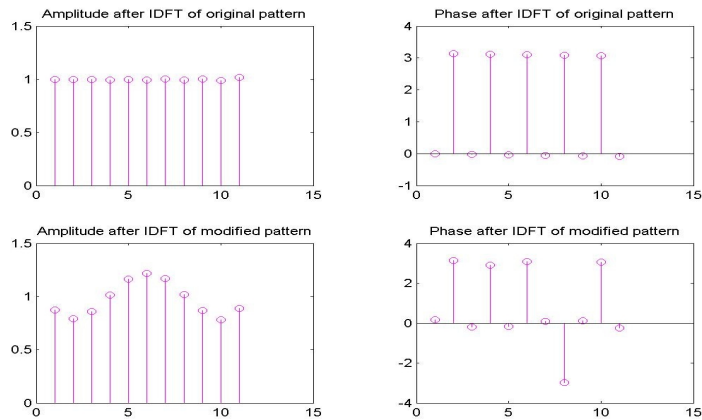 Amplitude after IDFT of original pattern
1.5
1
0.5
0
0 5 10 15
Phase after IDFT of original pattern
4
3
2
1
0
-1
0 5 10 15
Amplitude after IDFT of modified pattern
1.5
1
0.5
0
0 5 10 15
Phase after IDFT of modified pattern
4
2
0
-2
-4
0 5 10 15